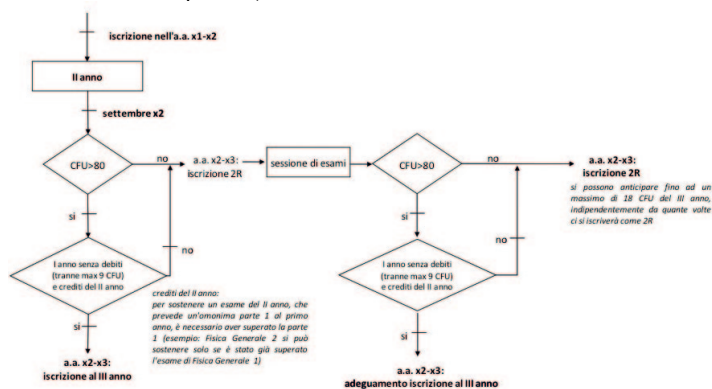 iscrizione nell'a.a. x1-x2
II anno
settembre x2
CFU>80
no
a.a. x2-x3:
iscrizione 2R
sessione di esami
CFU>80
no
a.a. x2-x3:
iscrizione 2R
si possono anticipare fino ad un
massimo di 18 CFU del III anno,
indipendentemente da quante volte
ci si iscriverà come 2R
si
no
I anno senza debiti
(tranne max 9 CFU)
e crediti del II anno
si
no
I anno senza debiti
(tranne max 9 CFU)
e crediti del II anno
crediti del II anno:
per sostenere un esame del II anno, che
prevede un'omonima parte 1 al primo
anno, è necessario aver superato la parte
1 (esempio: Fisica Generale 2 si può
sostenere solo se è stato già superato
l'esame di Fisica Generale 1)
si
a.a. x2-x3:
iscrizione al III anno
si
a.a. x2-x3:
adeguamento iscrizione al III anno